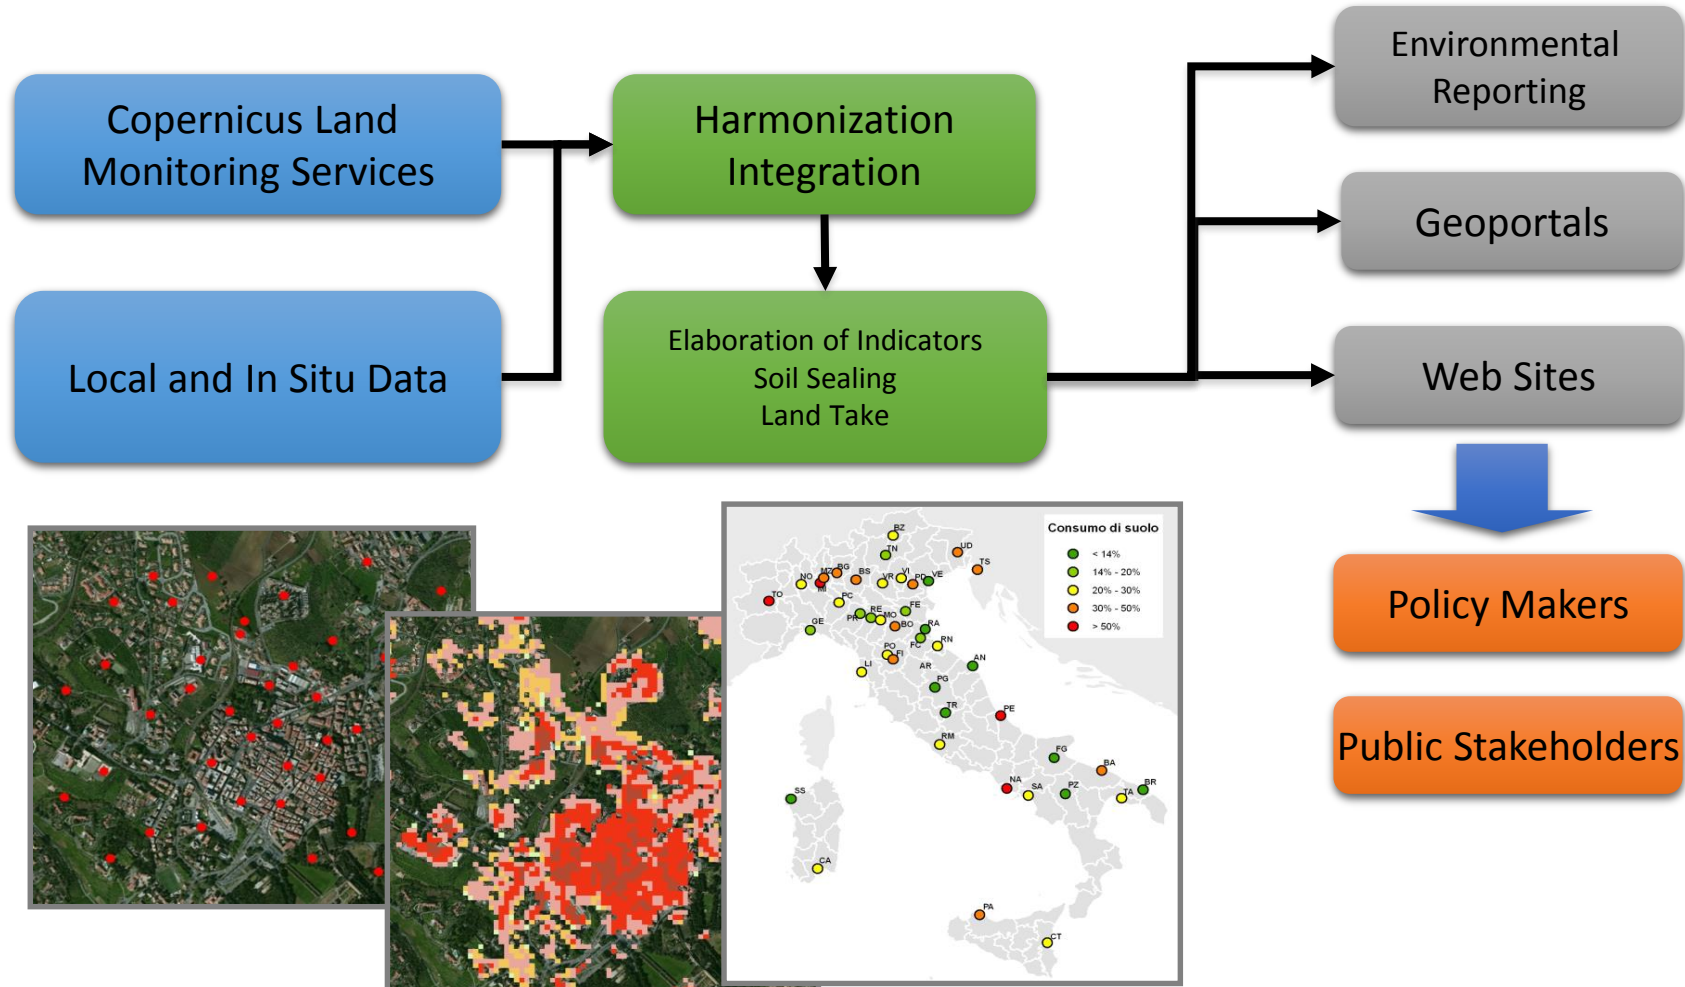 Copernicus Land
Monitoring Services
Local and In Situ Data
Harmonization
Integration
Elaboration of Indicators
Soil Sealing
Land Take
Environmental
Reporting
Geoportals
Web Sites
Policy Makers
Public Stakeholders
Consumo di suolo
< 14%
14% - 20%
20% - 30%
30% - 50%
> 50%
BZ
TN
UD
TS
NO
MZ
BG
MI
BS
VR
VI
PD
VE
TO
PC
PR
RE
MO
FE
BO
RA
GE
FC
RN
PO
FI
LI
AR
AN
PG
TR
PE
RM
FG
BA
NA
SA
PZ
TA
BR
SS
CA
PA
CT